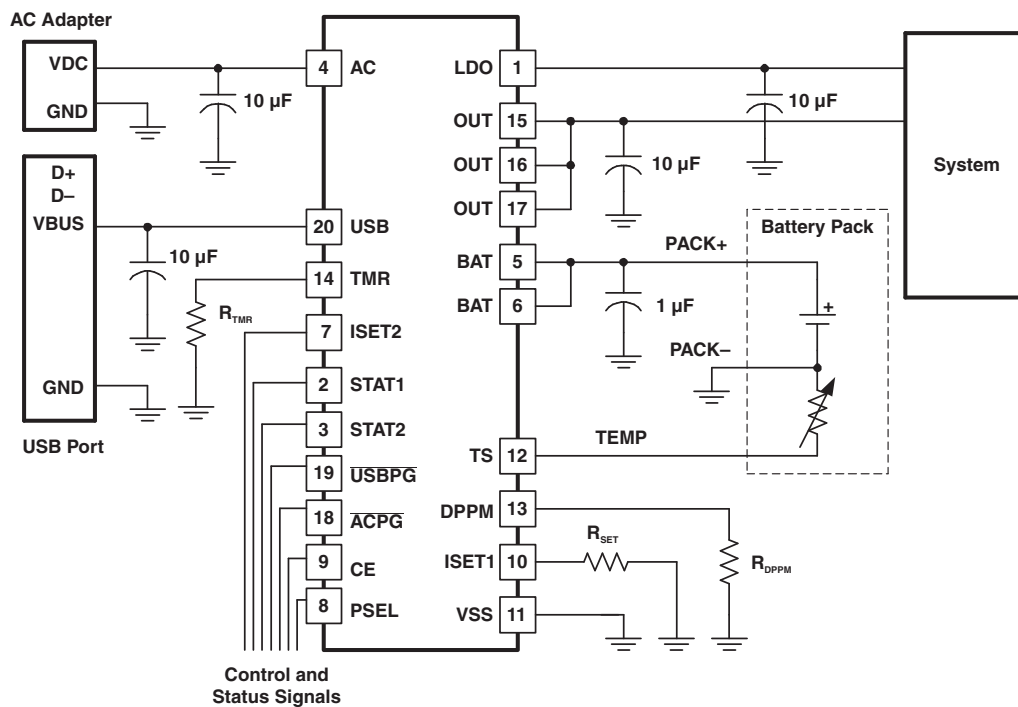 AC Adapter
VDC
GND
10 µF
4
AC
D+
D–
VBUS
GND
USB Port
10 µF
20
USB
14
TMR
R_TMR
7
ISET2
2
STAT1
3
STAT2
19
USBPG
18
ACPG
9
CE
8
PSEL
Control and
Status Signals
LDO
1
10 µF
OUT
15
OUT
16
OUT
17
10 µF
System
BAT
5
BAT
6
1 µF
PACK+
Battery Pack
+
PACK–
TEMP
TS
12
DPPM
13
R_DPPM
ISET1
10
R_SET
VSS
11